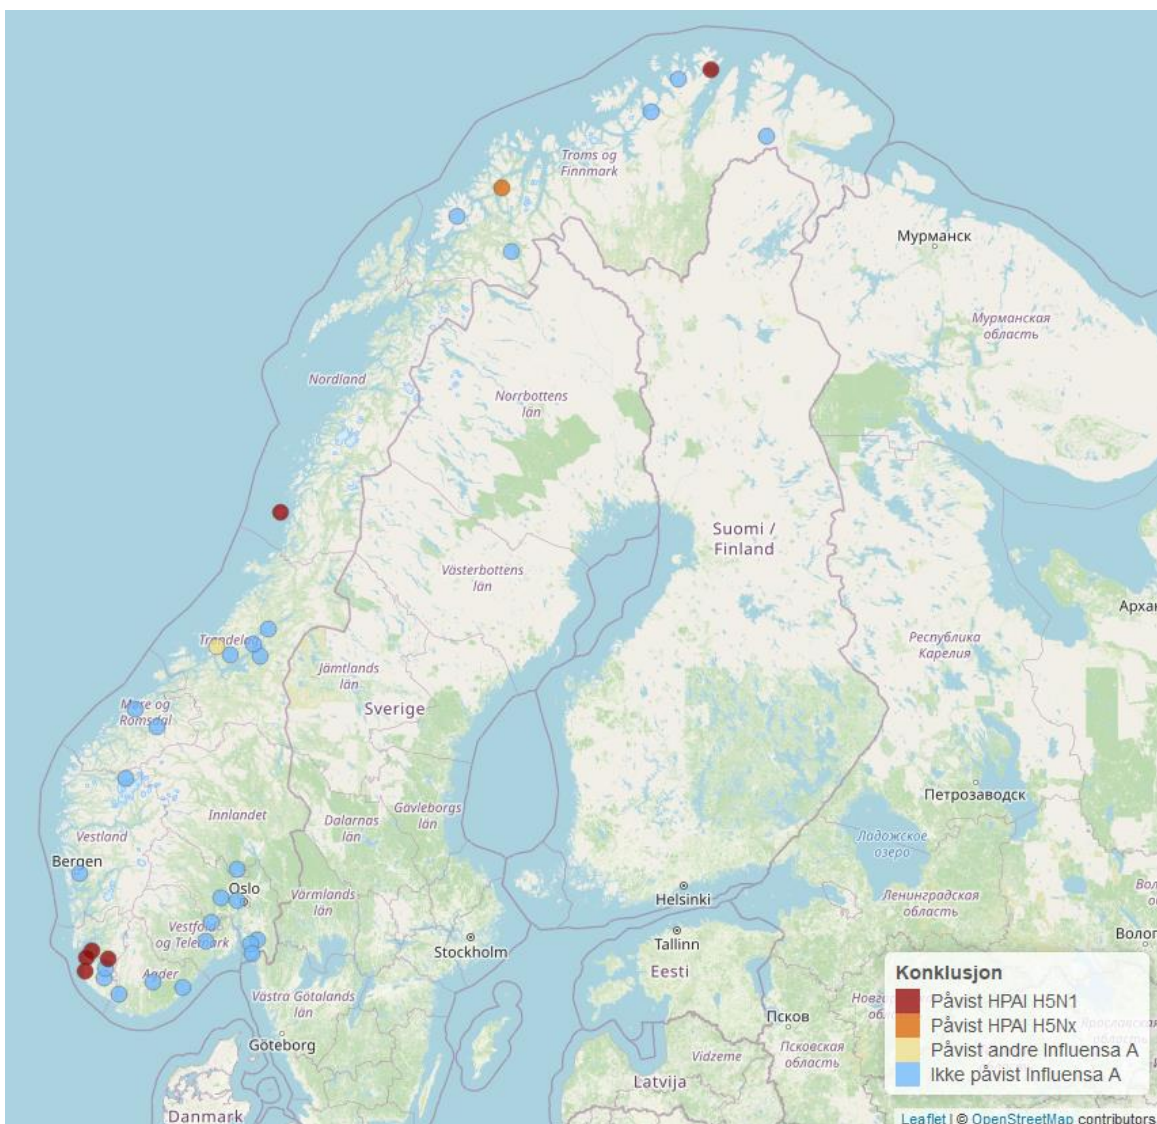 Troms og
Finnmark
Мурманск
Мурманская
область
Nordland
Norrbottens
län
Suomi /
Finland
Västerbottens
län
Trøndelag
Jämtlands
län
Республика
Карелия
Møre og
Romsdal
Sverige
Петрозаводск
Innlandet
Dalarnas
län
Gävleborgs
län
Vestland
Ладожское
озеро
Bergen
Oslo
Värmlands
län
Helsinki
Ленинградская
область
Vestfold
og Telemark
Stockholm
Tallinn
Agder
Eesti
Västra Götalands
län
Псков
Göteborg
Псковская
область
Vidzeme
Latvija
Danmark
Konklusjon
Påvist HPAI H5N1
Påvist HPAI H5Nx
Påvist andre Influensa A
Ikke påvist Influensa A
Leaflet | © OpenStreetMap contributors